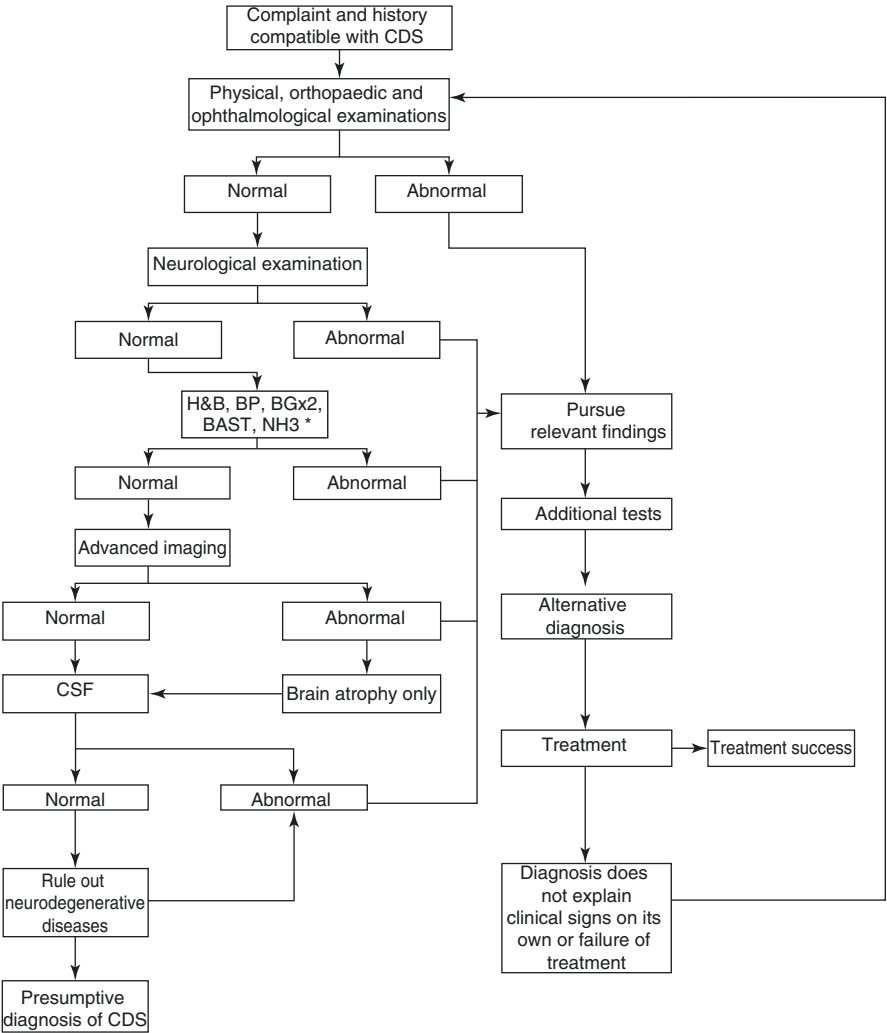 Complaint and history
compatible with CDS
Physical, orthopaedic and
ophthalmological examinations
Normal
Abnormal
Neurological examination
Normal
Abnormal
H&B, BP, BGx2,
BAST, NH3 *
Normal
Abnormal
Advanced imaging
Normal
Abnormal
CSF
Brain atrophy only
Normal
Abnormal
Rule out
neurodegenerative
diseases
Presumptive
diagnosis of CDS
Pursue
relevant findings
Additional tests
Alternative
diagnosis
Treatment
Treatment success
Diagnosis does
not explain
clinical signs on its
own or failure of
treatment